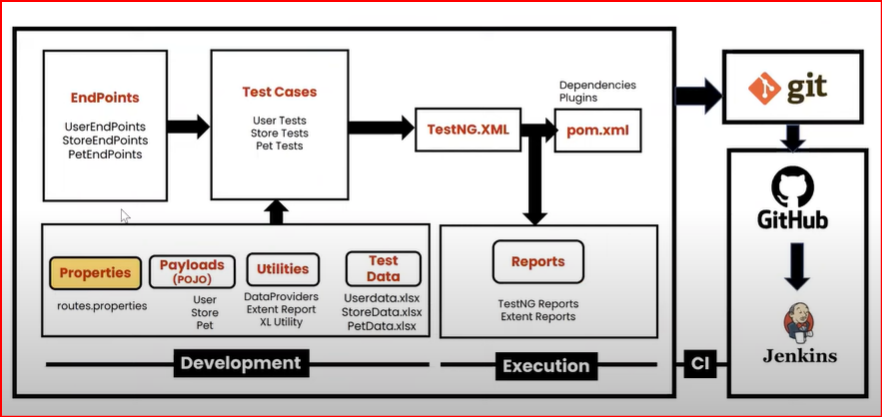 EndPoints
UserEndPoints
StoreEndPoints
PetEndPoints
Test Cases
User Tests
Store Tests
Pet Tests
TestNG.XML
Dependencies
Plugins
pom.xml
git
GitHub
Jenkins
Properties
routes.properties
Payloads
(POJO)
User
Store
Pet
Utilities
DataProviders
Extent Report
XL Utility
Test
Data
Userdata.xlsx
StoreData.xlsx
PetData.xlsx
Reports
TestNG Reports
Extent Reports
Development
Execution
CI